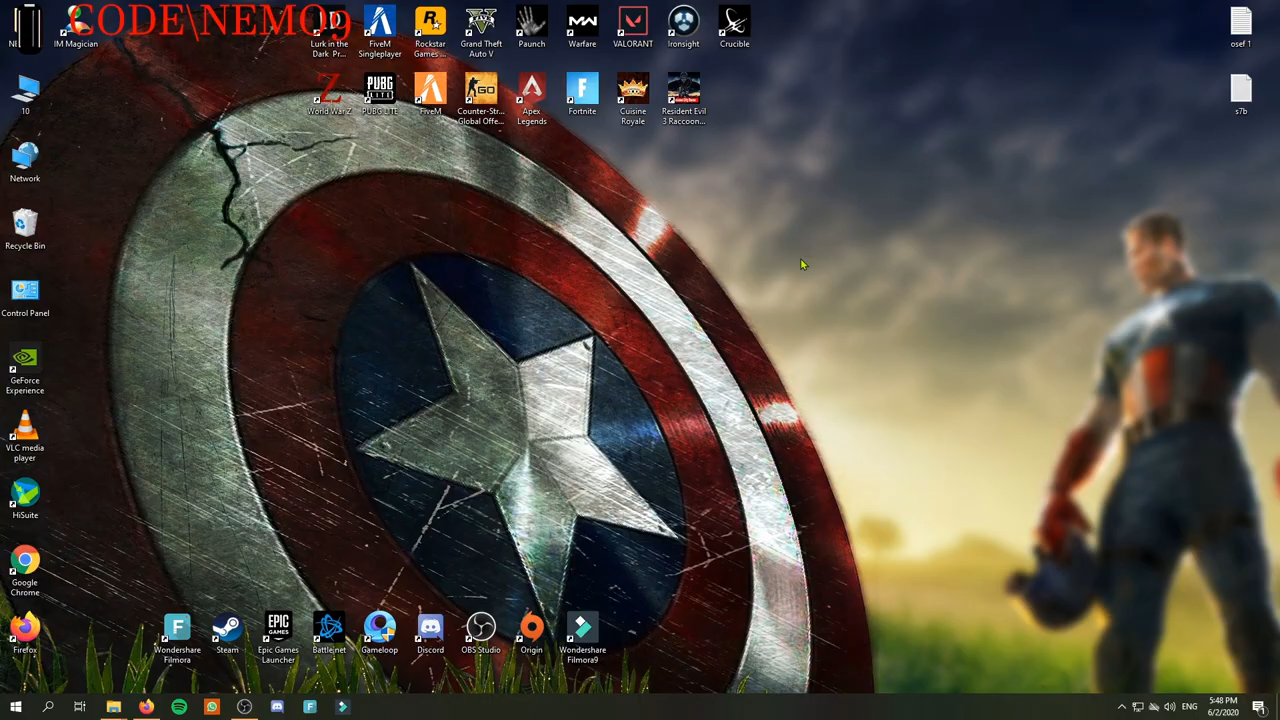 CODE\NEMO9
NE
IM Magician
Lurk in the
Dark Pr...
FiveM
Singleplayer
Rockstar
Games ...
Grand Theft
Auto V
Paunch
Warfare
VALORANT
Ironsight
Crucible
osef 1
10
World War Z
PUBG LITE
FiveM
Counter-Str...
Global Offe...
Apex
Legends
Fortnite
Cuisine
Royale
Resident Evil
3 Raccoon...
s7b
Network
Recycle Bin
Control Panel
GeForce
Experience
VLC media
player
HiSuite
Google
Chrome
Firefox
Wondershare
Filmora
Steam
EPIC
GAMES
Epic Games
Launcher
Battle.net
Gameloop
Discord
OBS Studio
Origin
Wondershare
Filmora9
ENG
5:48 PM
6/2/2020